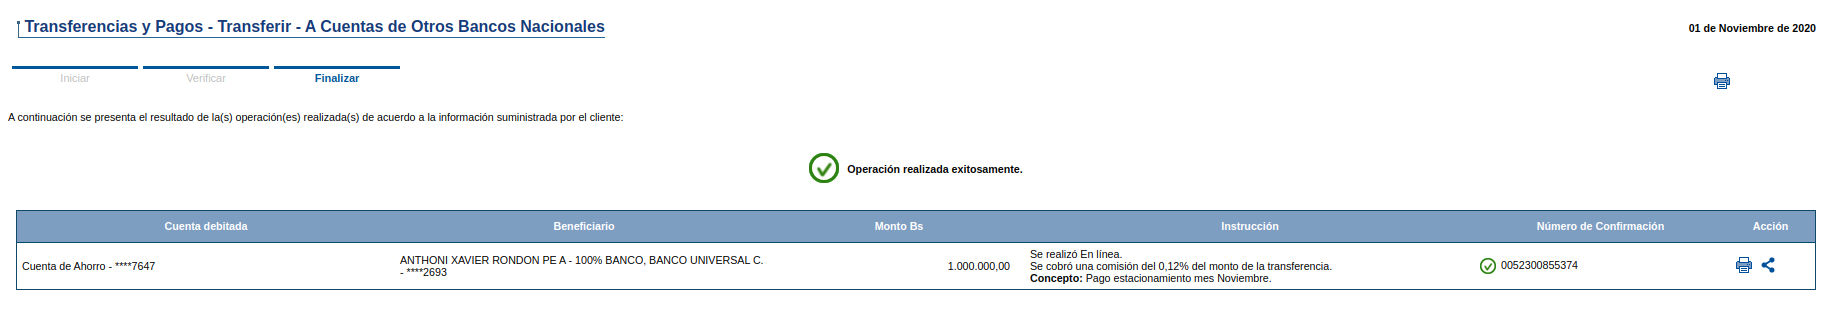 Transferencias y Pagos - Transferir - A Cuentas de Otros Bancos Nacionales
01 de Noviembre de 2020
Iniciar
Verificar
Finalizar
A continuación se presenta el resultado de la(s) operación(es) realizada(s) de acuerdo a la información suministrada por el cliente:
Operación realizada exitosamente.
Cuenta debitada
Beneficiario
Monto Bs
Instrucción
Número de Confirmación
Acción
Cuenta de Ahorro - ****7647
ANTHONI XAVIER RONDON PE A - 100% BANCO, BANCO UNIVERSAL C.
- ****2693
1.000.000,00
Se realizó En línea.
Se cobró una comisión del 0,12% del monto de la transferencia.
Concepto: Pago estacionamiento mes Noviembre.
0052300855374